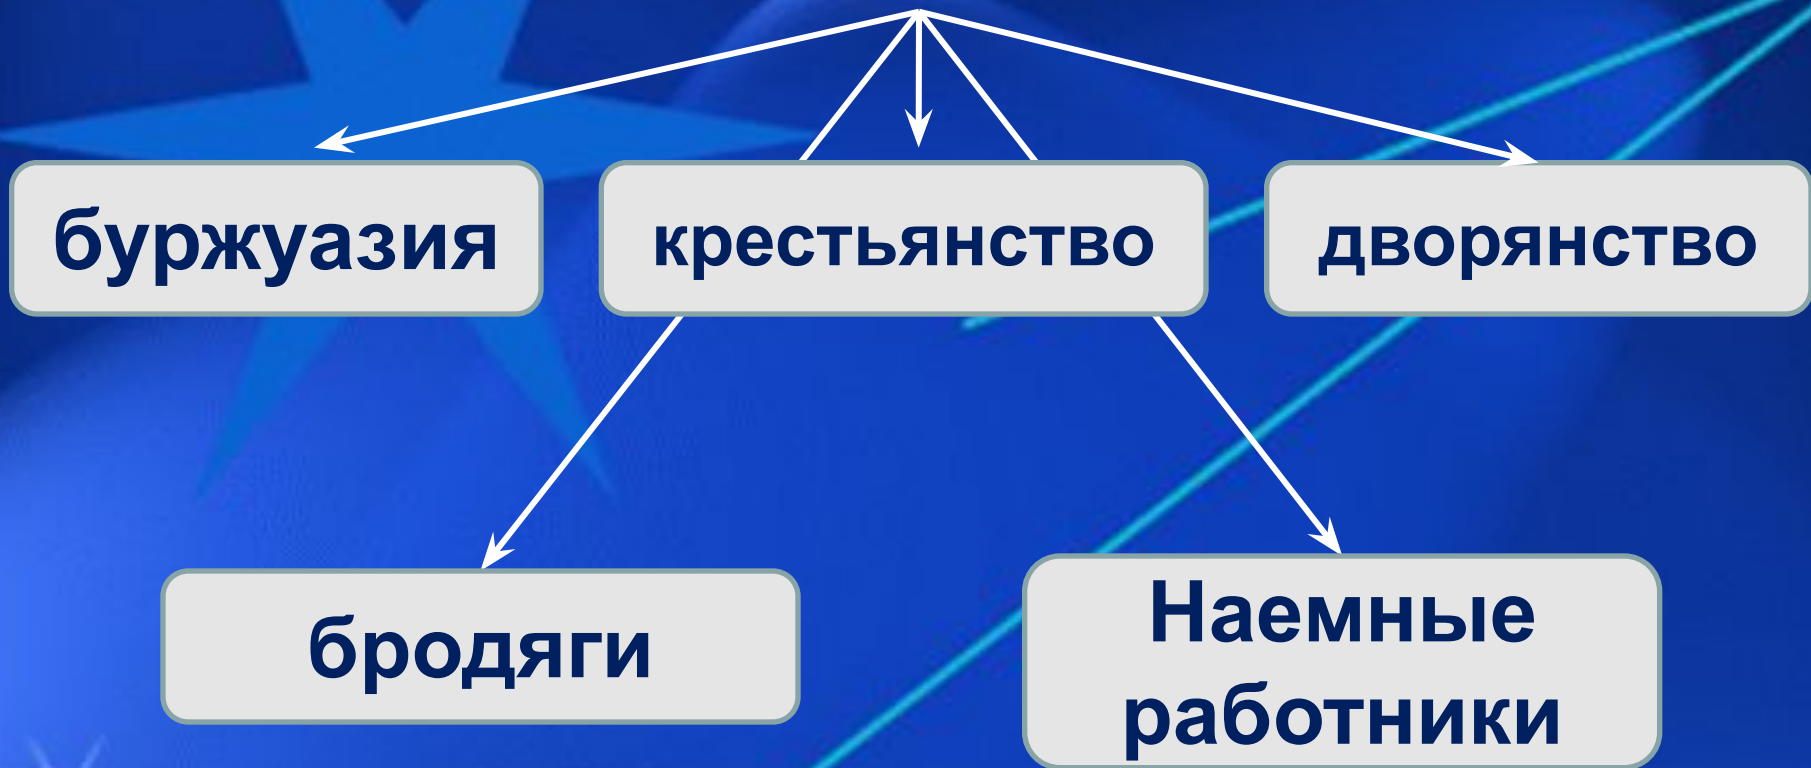 буржуазия
крестьянство
дворянство
бродяги
Наемные
работники